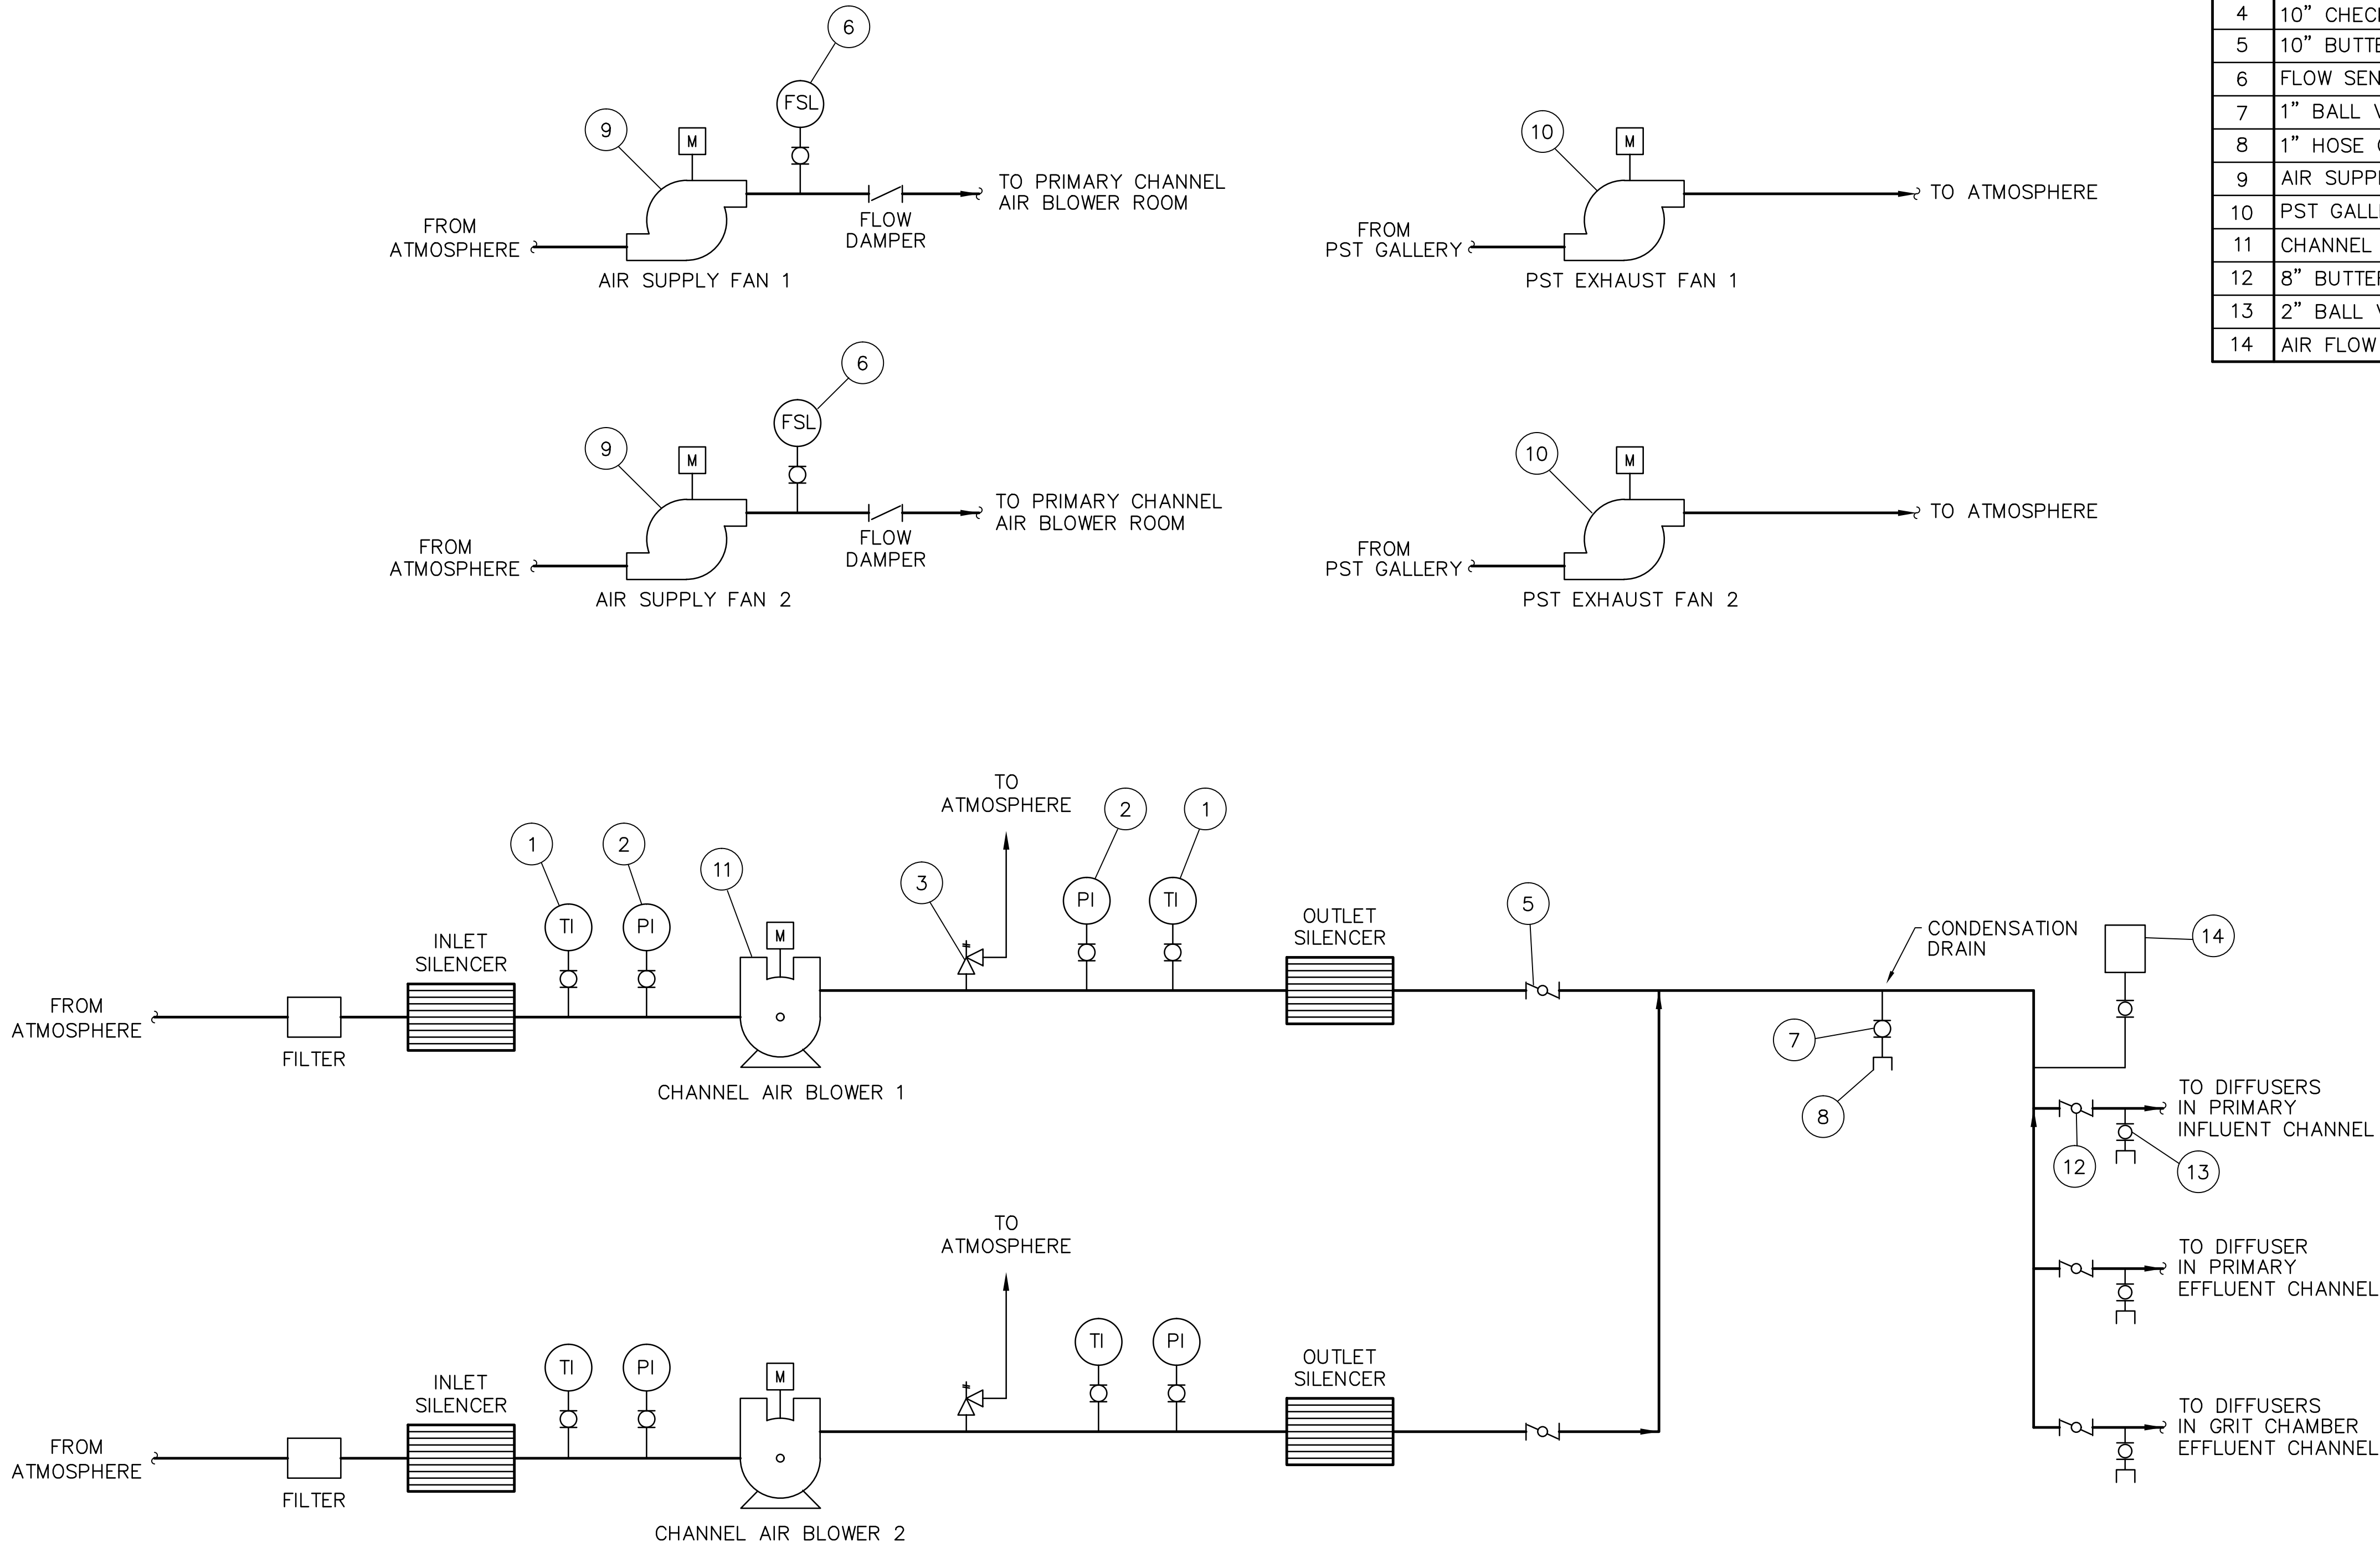 4 10" CHEC
5 10" BUTTE
6 FLOW SEN
7 1" BALL V
8 1" HOSE
9 AIR SUPP
10 PST GALL
11 CHANNEL
12 8" BUTTE
13 2" BALL V
14 AIR FLOW
6
FSL
9
M
TO PRIMARY CHANNEL
AIR BLOWER ROOM
FLOW
DAMPER
FROM
ATMOSPHERE
AIR SUPPLY FAN 1
10
M
TO ATMOSPHERE
FROM
PST GALLERY
PST EXHAUST FAN 1
6
FSL
9
M
TO PRIMARY CHANNEL
AIR BLOWER ROOM
FLOW
DAMPER
FROM
ATMOSPHERE
AIR SUPPLY FAN 2
10
M
TO ATMOSPHERE
FROM
PST GALLERY
PST EXHAUST FAN 2
FROM
ATMOSPHERE
FILTER
INLET
SILENCER
1
TI
2
PI
11
M
CHANNEL AIR BLOWER 1
3
TO
ATMOSPHERE
2
PI
1
TI
OUTLET
SILENCER
5
CONDENSATION
DRAIN
7
8
14
TO DIFFUSERS
IN PRIMARY
INFLUENT CHANNEL
12
13
TO DIFFUSER
IN PRIMARY
EFFLUENT CHANNEL
TO DIFFUSERS
IN GRIT CHAMBER
EFFLUENT CHANNEL
FROM
ATMOSPHERE
FILTER
INLET
SILENCER
TI
PI
M
CHANNEL AIR BLOWER 2
TO
ATMOSPHERE
TI
PI
OUTLET
SILENCER